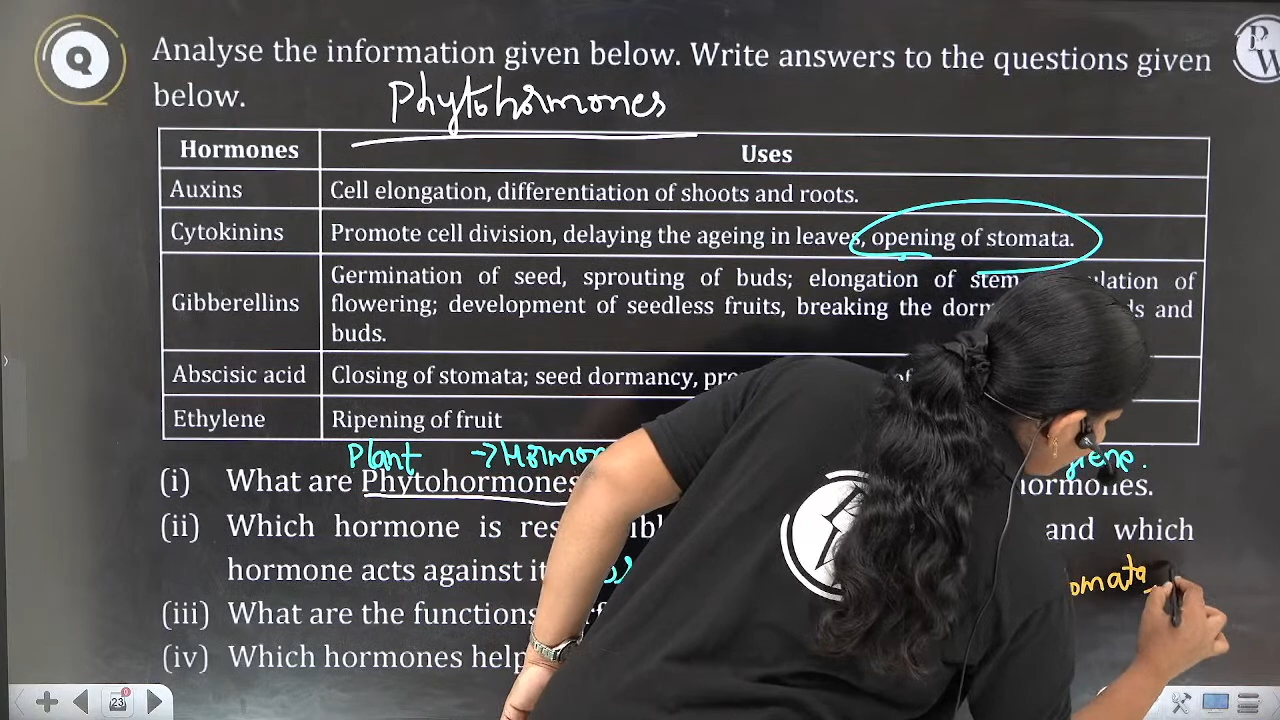 Q
Analyse the information given below. Write answers to the questions given
below.
Phytohormones
Hormones Uses
Auxins Cell elongation, differentiation of shoots and roots.
Cytokinins Promote cell division, delaying the ageing in leaves, opening of stomata.
Germination of seed, sprouting of buds; elongation of
Gibberellins flowering; development of seedless fruits, breaking the and
buds.
Abscisic acid Closing of stomata; seed dormancy,
Ethylene Ripening of fruit
Plant →
(i) What are Phytohormones
(ii) Which hormone is and which
hormone acts against it
(iii) What are the functions
(iv) Which hormones help
23